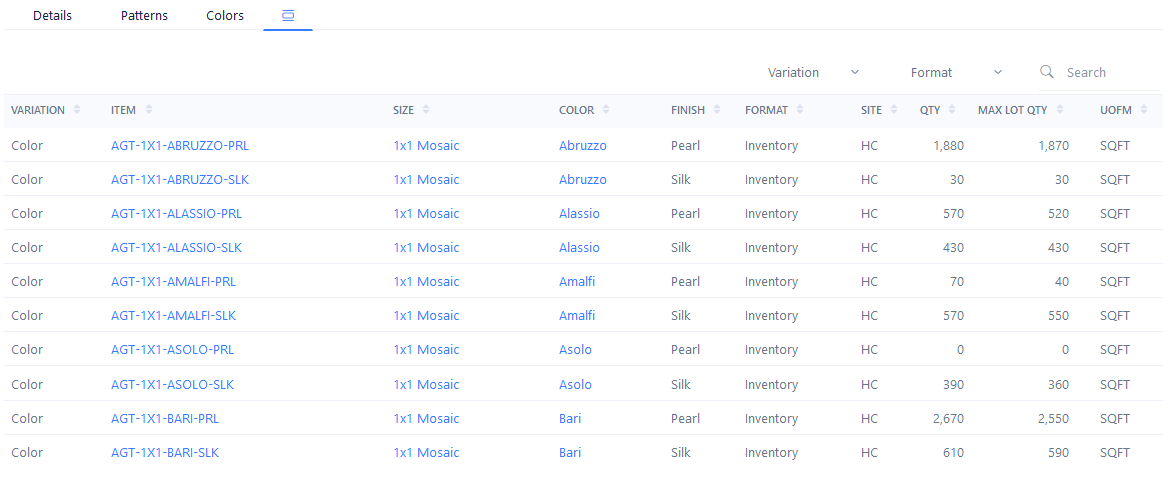 Details Patterns Colors
Variation Format Search
VARIATION ITEM SIZE COLOR FINISH FORMAT SITE QTY MAX LOT QTY UOFM
Color AGT-1X1-ABRUZZO-PRL 1x1 Mosaic Abruzzo Pearl Inventory HC 1,880 1,870 SQFT
Color AGT-1X1-ABRUZZO-SLK 1x1 Mosaic Abruzzo Silk Inventory HC 30 30 SQFT
Color AGT-1X1-ALASSIO-PRL 1x1 Mosaic Alassio Pearl Inventory HC 570 520 SQFT
Color AGT-1X1-ALASSIO-SLK 1x1 Mosaic Alassio Silk Inventory HC 430 430 SQFT
Color AGT-1X1-AMALFI-PRL 1x1 Mosaic Amalfi Pearl Inventory HC 70 40 SQFT
Color AGT-1X1-AMALFI-SLK 1x1 Mosaic Amalfi Silk Inventory HC 570 550 SQFT
Color AGT-1X1-ASOLO-PRL 1x1 Mosaic Asolo Pearl Inventory HC 0 0 SQFT
Color AGT-1X1-ASOLO-SLK 1x1 Mosaic Asolo Silk Inventory HC 390 360 SQFT
Color AGT-1X1-BARI-PRL 1x1 Mosaic Bari Pearl Inventory HC 2,670 2,550 SQFT
Color AGT-1X1-BARI-SLK 1x1 Mosaic Bari Silk Inventory HC 610 590 SQFT